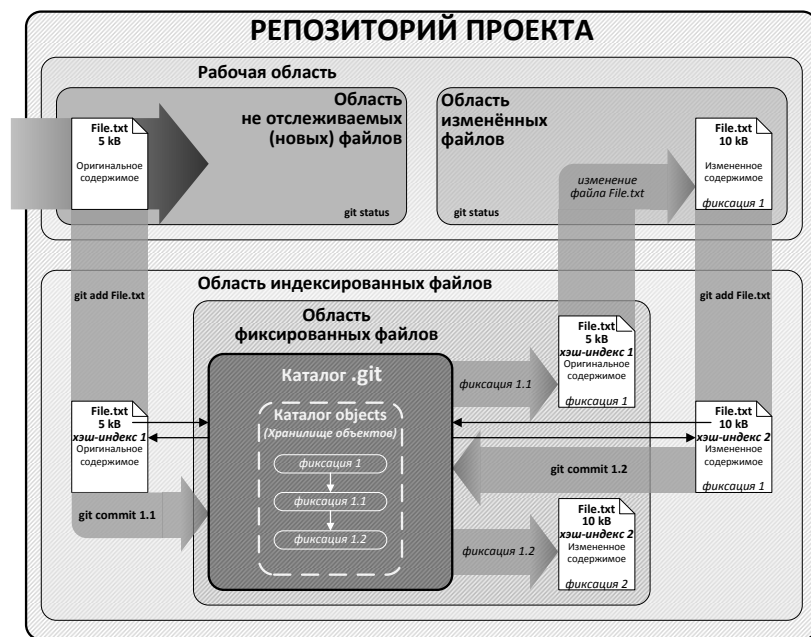 РЕПОЗИТОРИЙ ПРОЕКТА
Рабочая область
Область
не отслеживаемых
(новых) файлов
git status
File.txt
5 kB
Оригинальное
содержимое
Область
изменённых
файлов
git status
изменение
файла File.txt
File.txt
10 kB
Измененное
содержимое
фиксация 1
git add File.txt
git add File.txt
Область индексированных файлов
Область
фиксированных файлов
Каталог .git
Каталог objects
(Хранилище объектов)
фиксация 1
фиксация 1.1
фиксация 1.2
фиксация 1.1
File.txt
5 kB
хэш-индекс 1
Оригинальное
содержимое
фиксация 1
File.txt
5 kB
хэш-индекс 1
Оригинальное
содержимое
git commit 1.1
File.txt
10 kB
хэш-индекс 2
Измененное
содержимое
фиксация 1
git commit 1.2
фиксация 1.2
File.txt
10 kB
хэш-индекс 2
Измененное
содержимое
фиксация 2